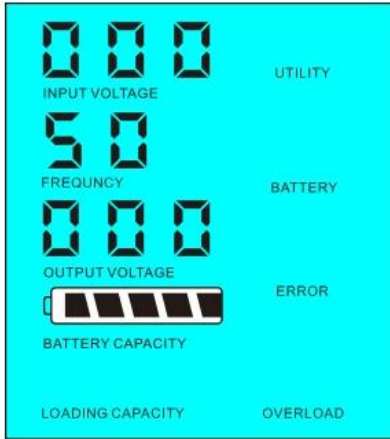 000
UTILITY
INPUT VOLTAGE
50
FREQUNCY
BATTERY
000
OUTPUT VOLTAGE
ERROR
BATTERY CAPACITY
LOADING CAPACITY
OVERLOAD